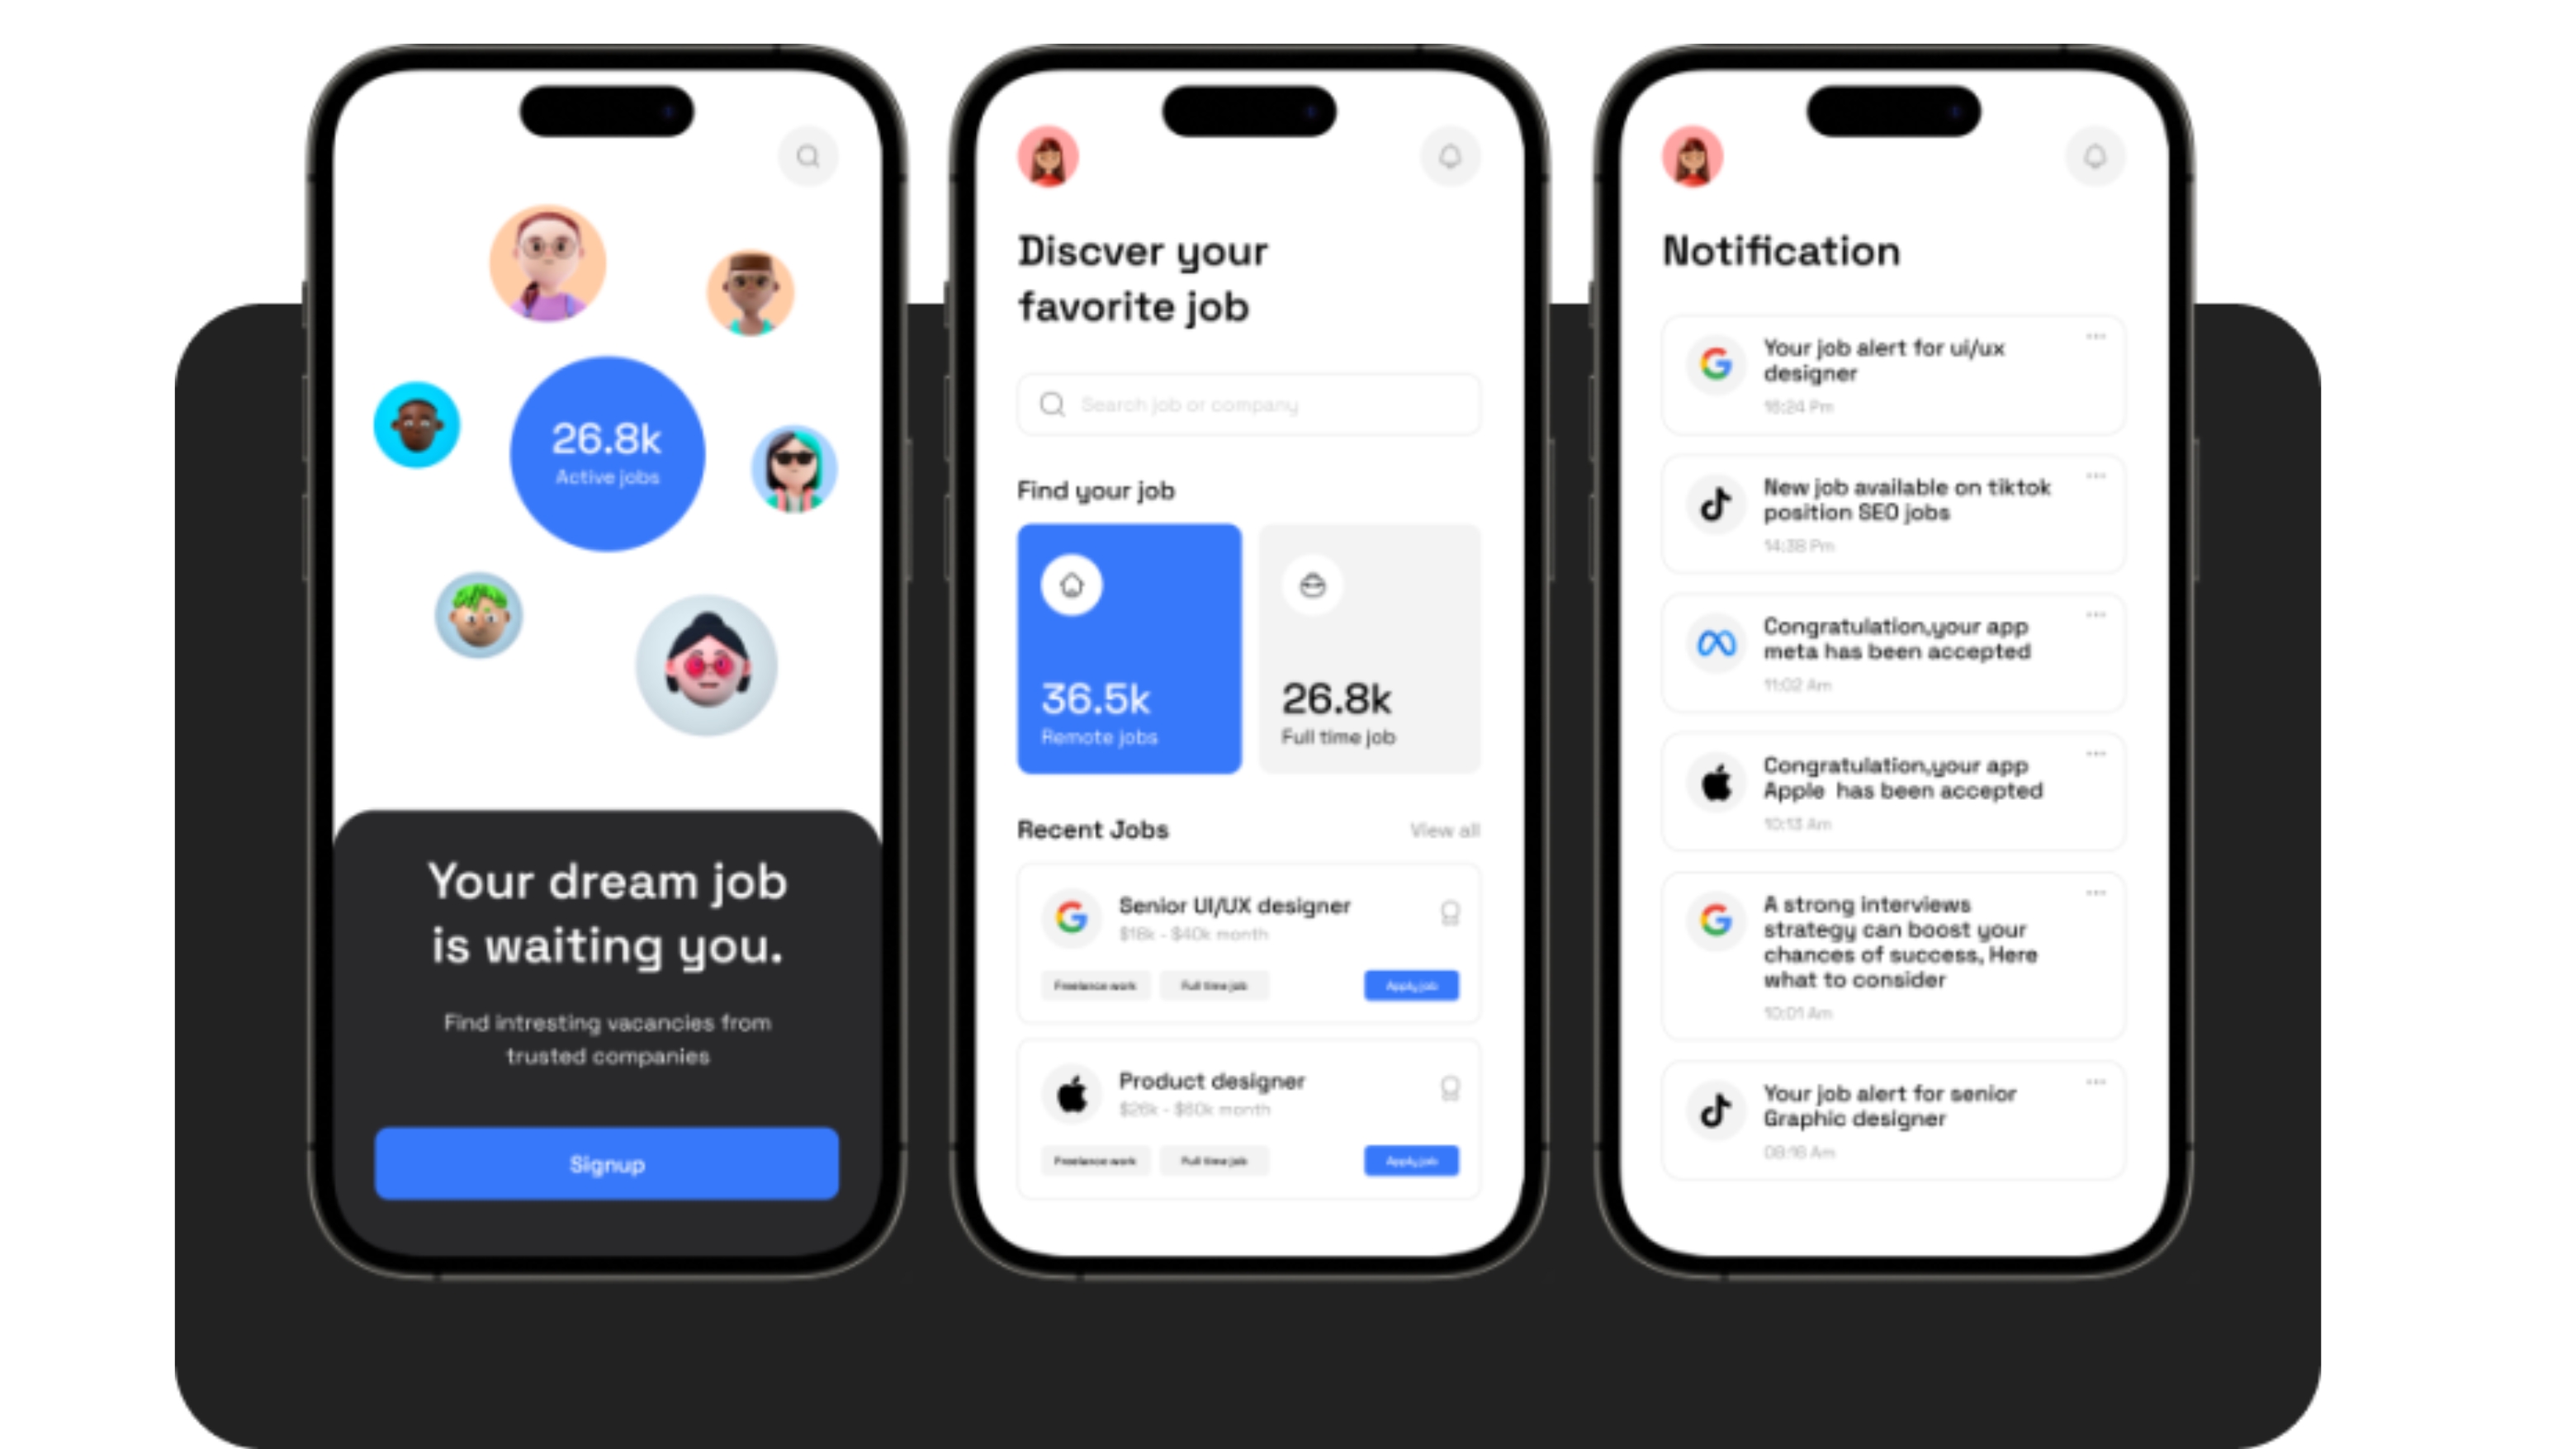 26.8k
Active jobs
Your dream job
is waiting you.
Find intresting vacancies from
trusted companies
Signup
Discver your
favorite job
Search job or company
Find your job
36.5k
Remote jobs
26.8k
Full time job
Recent Jobs
View all
Senior UI/UX designer
$18k - $40k month
Freelance work
Full time job
Apply job
Product designer
$26k - $80k month
Freelance work
Full time job
Apply job
Notification
Your job alert for ui/ux
designer
16:24 Pm
New job available on tiktok
position SEO jobs
14:38 Pm
Congratulation,your app
meta has been accepted
11:02 Am
Congratulation,your app
Apple has been accepted
10:13 Am
A strong interviews
strategy can boost your
chances of success, Here
what to consider
10:01 Am
Your job alert for senior
Graphic designer
08:16 Am